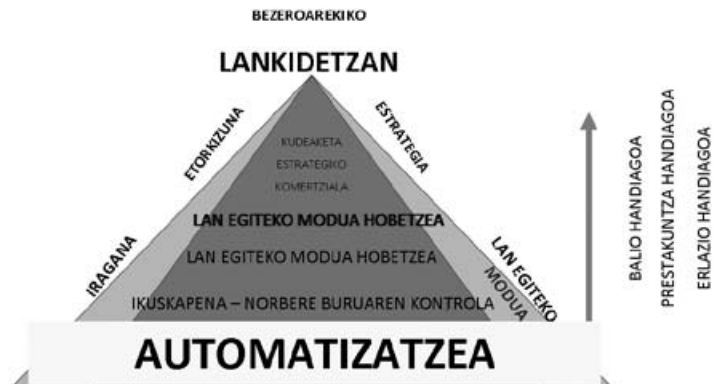 BEZEROAREKIKO
LANKIDETZAN
ETORKIZUNA
ESTRATEGIA
KUDEAKETA
ESTRATEGIKO
KOMERTZIALA
LAN EGITEKO MODUA HOBETZEA
LAN EGITEKO MODUA HOBETZEA
IRAGANA
LAN EGITEKO
MODUA
IKUSKAPENA – NORBERE BURUAREN KONTROLA
AUTOMATIZATZEA
BALIO HANDIAGOA
PRESTAKUNTZA HANDIAGOA
ERLAZIO HANDIAGOA